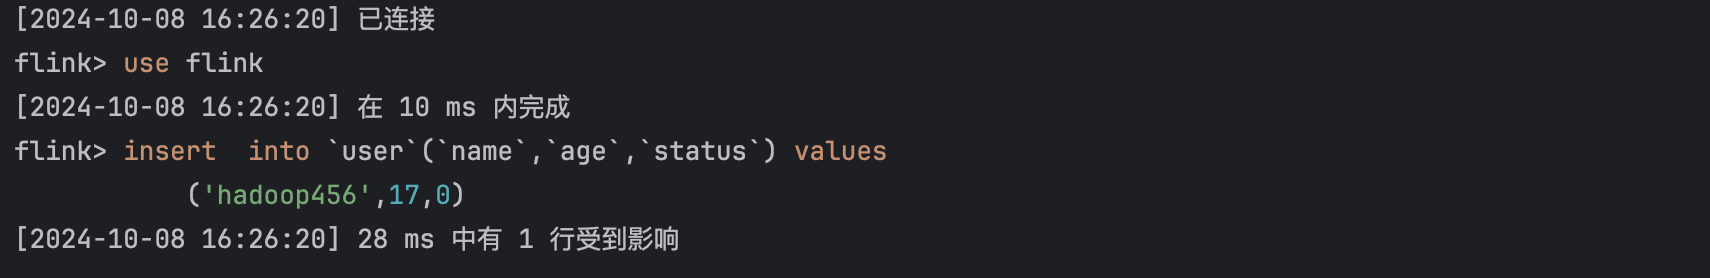 [2024-10-08 16:26:20] 已连接
flink> use flink
[2024-10-08 16:26:20] 在 10 ms 内完成
flink> insert  into `user`(`name`,`age`,`status`) values
           ('hadoop456',17,0)
[2024-10-08 16:26:20] 28 ms 中有 1 行受到影响